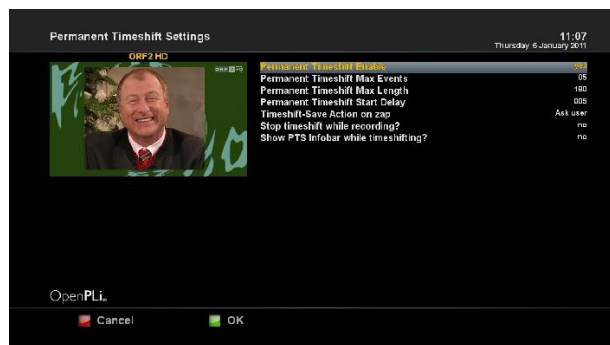 Permanent Timeshift Settings
11:07
Thursday 6 January 2011
ORF2 HD
Permanent Timeshift Enable
Permanent Timeshift Max Events 05
Permanent Timeshift Max Length 180
Permanent Timeshift Start Delay 005
Timeshift-Save Action on zap Ask user
Stop timeshift while recording? no
Show PTS Infobar while timeshifting? no
OpenPLi
Cancel OK